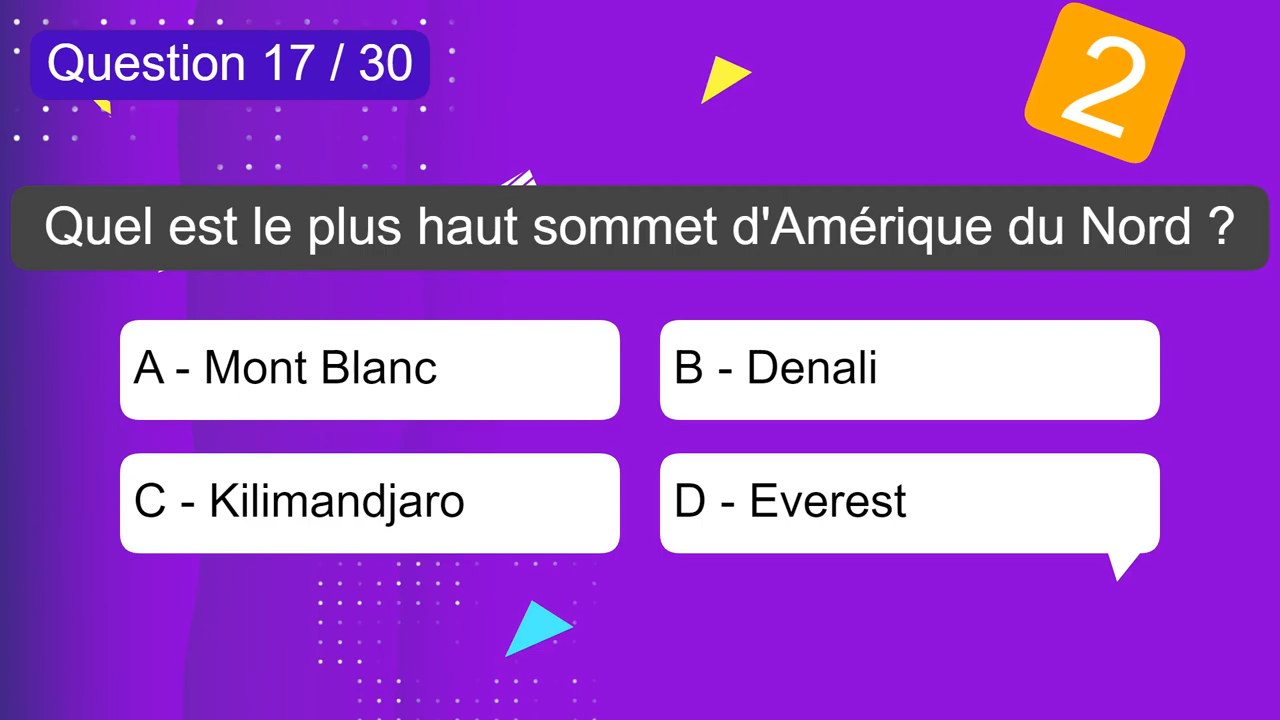 Question 17 / 30
2
Quel est le plus haut sommet d'Amérique du Nord ?
A - Mont Blanc
B - Denali
C - Kilimandjaro
D - Everest